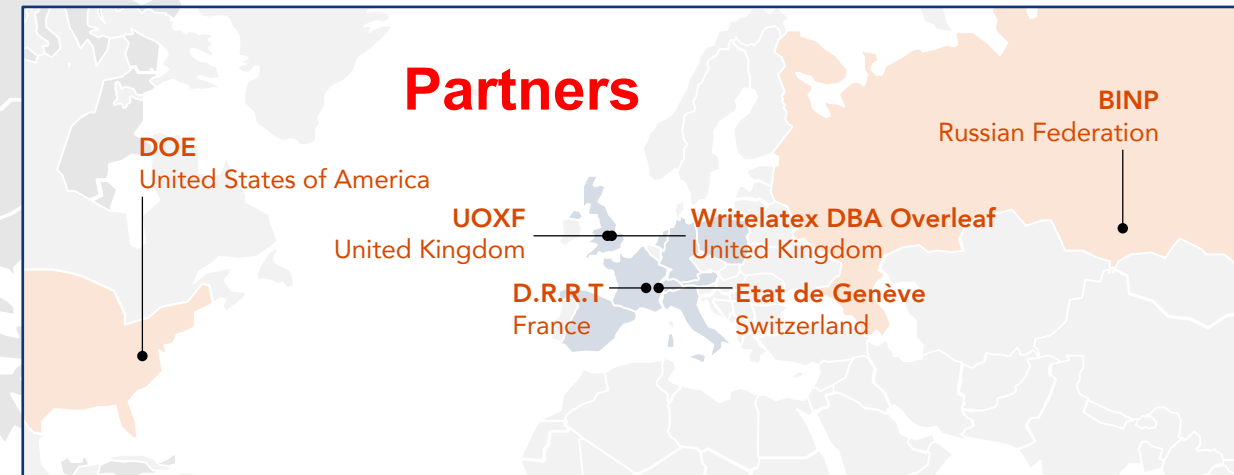 Partners
BINP
Russian Federation
DOE
United States of America
UOXF
United Kingdom
Writelatex DBA Overleaf
United Kingdom
D.R.R.T
France
Etat de Genève
Switzerland